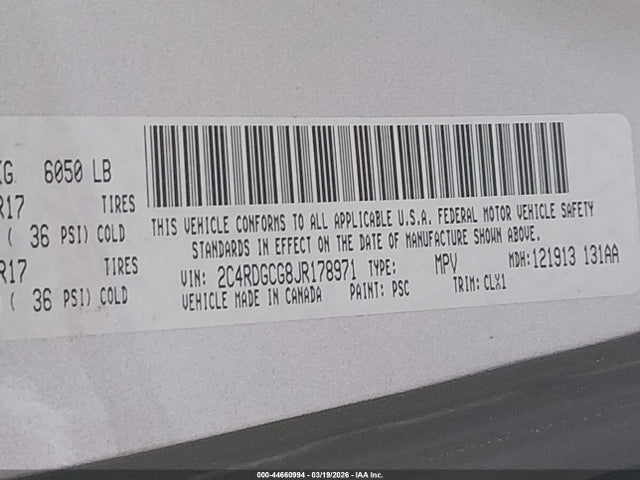 KG 6050 LB
R17 TIRES
( 36 PSI) COLD
R17 TIRES
( 36 PSI) COLD
THIS VEHICLE CONFORMS TO ALL APPLICABLE U.S.A. FEDERAL MOTOR VEHICLE SAFETY
STANDARDS IN EFFECT ON THE DATE OF MANUFACTURE SHOWN ABOVE.
VIN: 2C4RDGCG8JR178971 TYPE: MPV MDH:121913 131AA
VEHICLE MADE IN CANADA PAINT: PSC TRIM: CLX1
000-44660994 - 03/19/2026 - IAA Inc.